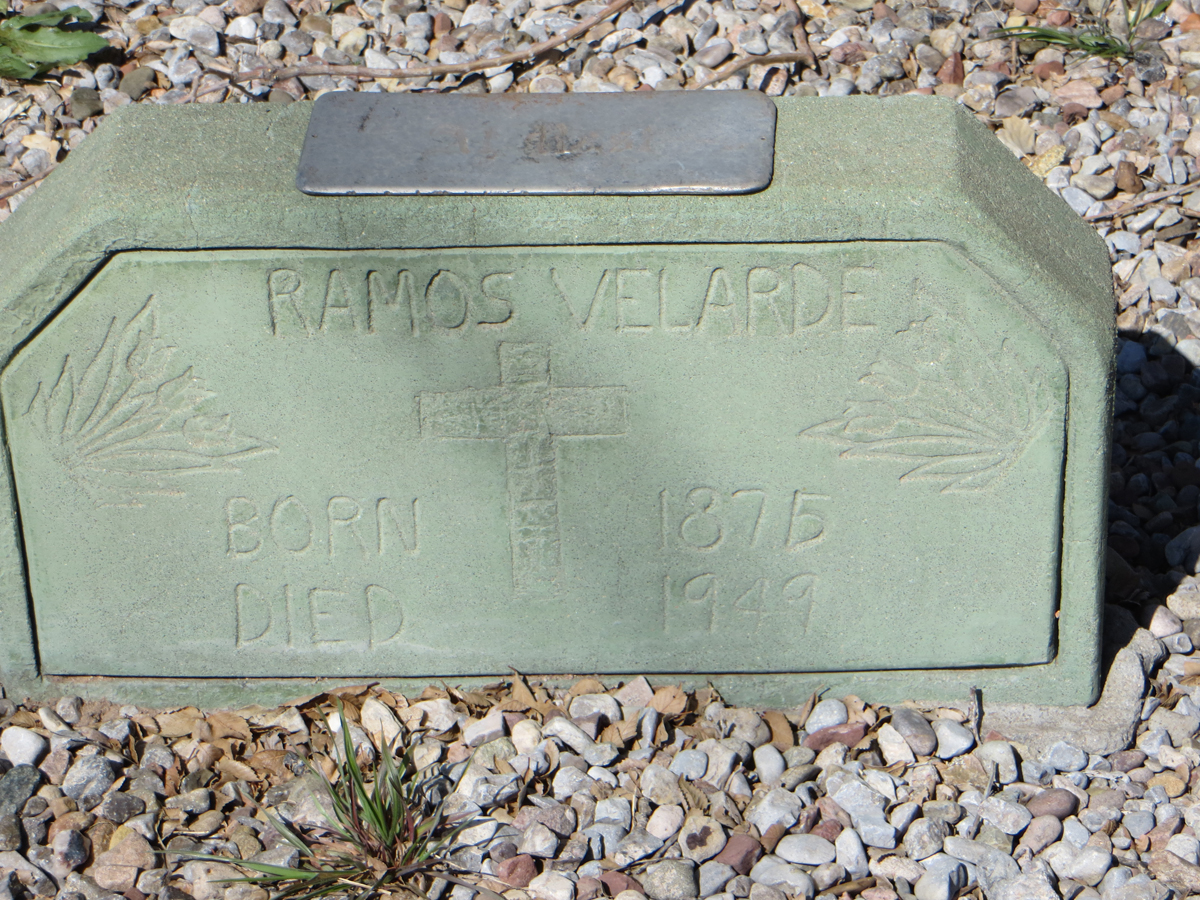 RAMOS VELARDE
BORN 1875
DIED 1949